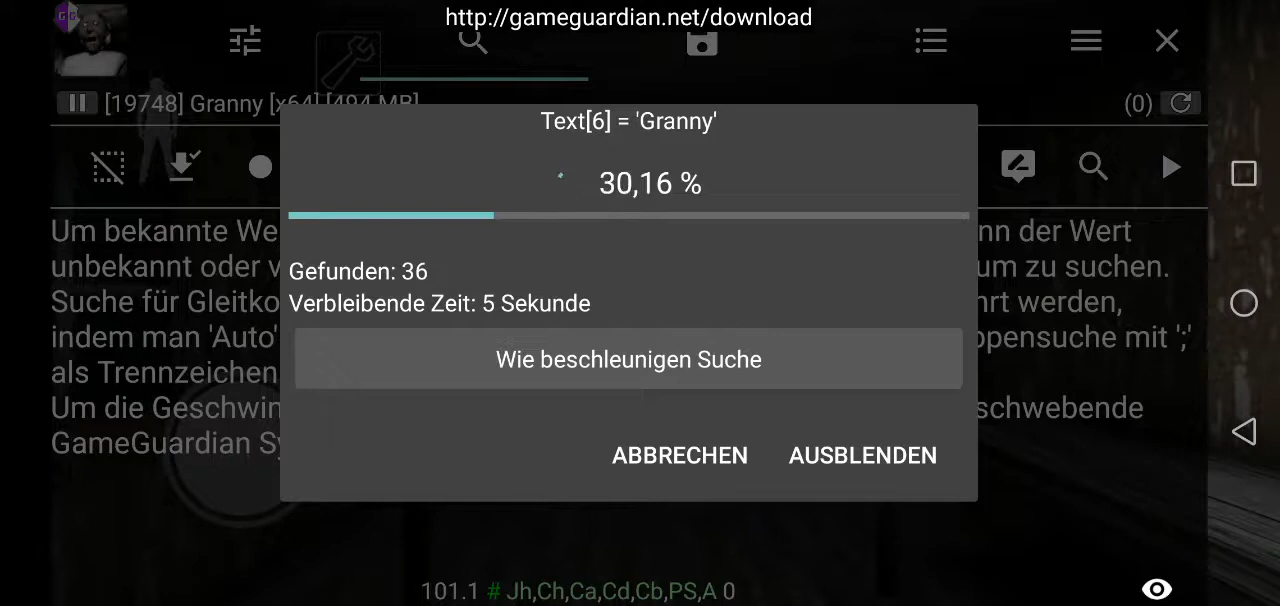 http://gameguardian.net/download
GG
[19748] Granny [x64] [494 MB]
(0)
Text[6] = 'Granny'
30,16 %
Um bekannte We
nn der Wert
unbekannt oder v
um zu suchen.
Gefunden: 36
Suche für Gleitko
hrt werden,
Verbleibende Zeit: 5 Sekunde
indem man 'Auto'
ppensuche mit ';'
Wie beschleunigen Suche
als Trennzeichen
Um die Geschwin
schwebende
GameGuardian Sy
ABBRECHEN AUSBLENDEN
101.1 # Jh,Ch,Ca,Cd,Cb,PS,A 0